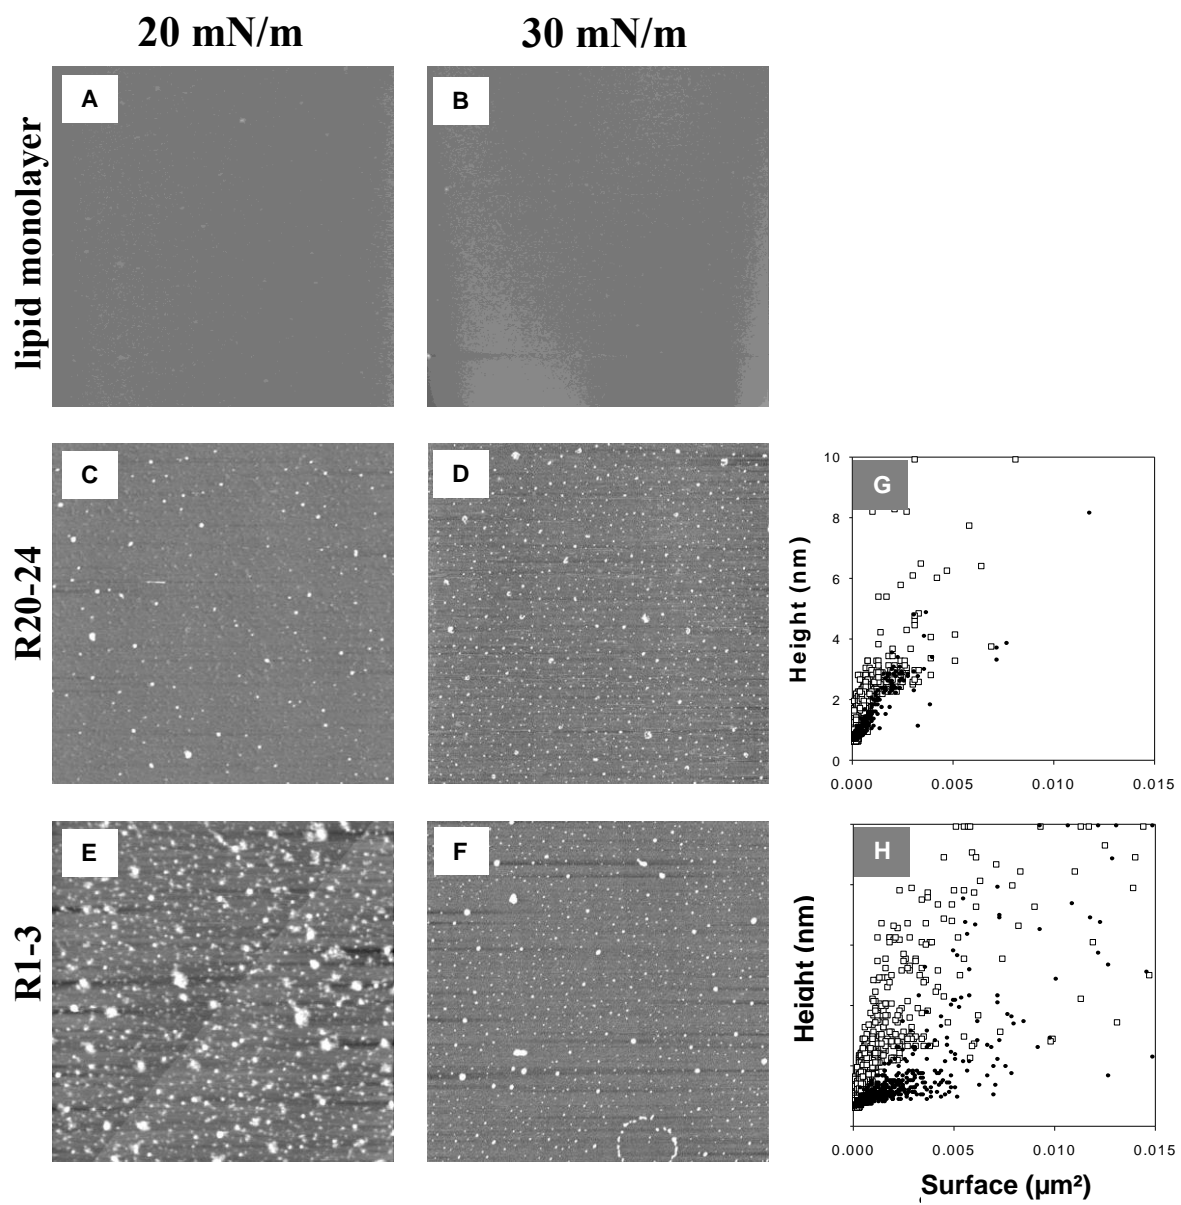 20 mN/m 30 mN/m
lipid monolayer
A
B
R20-24
C
D
G
Height (nm)
10
8
6
4
2
0
0.000 0.005 0.010 0.015
R1-3
E
F
H
Height (nm)
0.000 0.005 0.010 0.015
Surface (µm²)